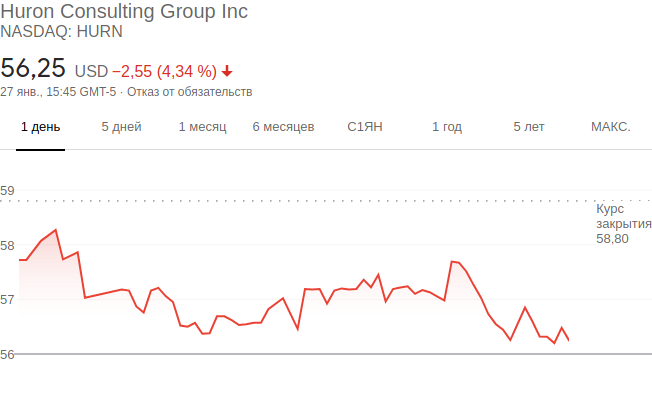 Huron Consulting Group Inc
NASDAQ: HURN
56,25 USD −2,55 (4,34 %)
27 янв., 15:45 GMT-5 · Отказ от обязательств
1 день 5 дней 1 месяц 6 месяцев С1ЯН 1 год 5 лет МАКС.
59
Курс
закрытия
58,80
58
57
56